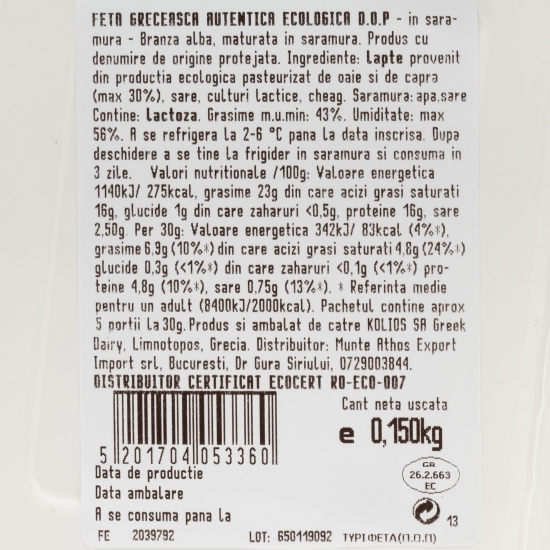 FETA GRECEASCA AUTENTICA ECOLOGICA D.O.P - in sara-
mura - Branza alba, maturata in saramura. Produs cu
denumire de origine protejata. Ingrediente: Lapte provenit
din productia ecologica pasteurizat de oaie si de capra
(max 30%), sare, culturi lactice, cheag. Saramura: apa,sare
Contine: Lactoza. Grasime m.u.min: 43%. Umiditate: max
56%. A se refrigera la 2-6 °C pana la data inscrisa. Dupa
deschidere a se tine la frigider in saramura si consuma in
3 zile. Valori nutritionale /100g: Valoare energetica
1140kJ/ 275kcal, grasime 23g din care acizi grasi saturati
16g, glucide 1g din care zaharuri <0,5g, proteine 16g, sare
2,50g. Per 30g: Valoare energetica 342kJ/ 83kcal (4%*),
grasime 6,9g (10%*) din care acizi grasi saturati 4,8g (24%*)
glucide 0,3g (<1%*) din care zaharuri <0,1g (<1%*) pro-
teine 4,8g (10%*), sare 0,75g (13%*). * Referinta medie
pentru un adult (8400kJ/2000kcal). Pachetul contine aprox
5 portii la 30g. Produs si ambalat de catre KOLIOS SA Greek
Dairy, Limnotopos, Grecia. Distribuitor: Munte Athos Export
Import srl, Bucuresti, Dr Gura Siriului, 0729003844.
DISTRIBUITOR CERTIFICAT ECOCERT RO-ECO-007
Cant neta uscata
e 0,150kg
5 201704 053360
Data de productie
Data ambalare
A se consuma pana la
GR
26.2.663
EC
13
FE 2039792 LOT: 650119092 ΤΥΡΙ ΦΕΤΑ(Π.Ο.Π)